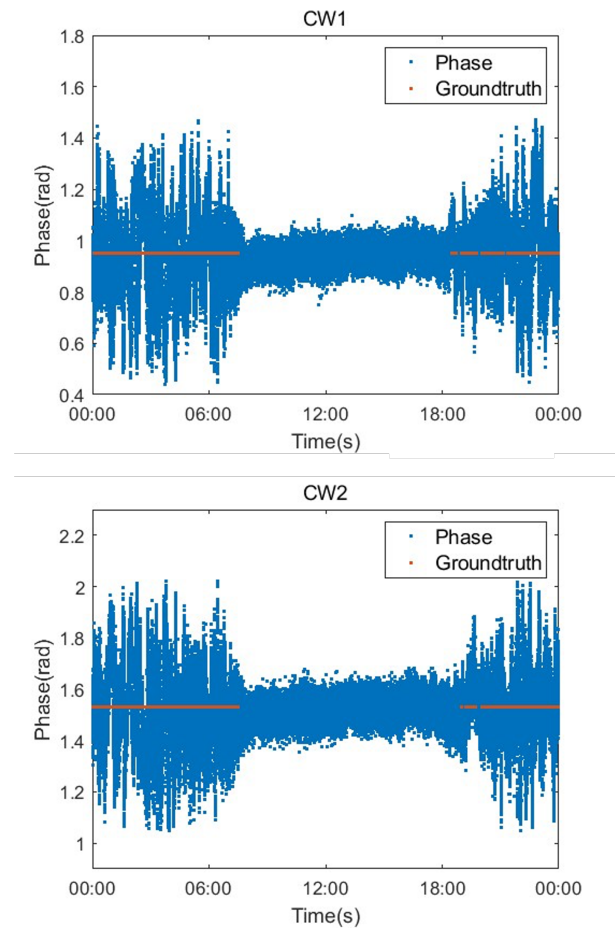 CW1
1.8
1.6
1.4
1.2
1
0.8
0.6
0.4
Phase(rad)
Phase
Groundtruth
00:00 06:00 12:00 18:00 00:00
Time(s)
CW2
2.2
2
1.8
1.6
1.4
1.2
1
Phase(rad)
Phase
Groundtruth
00:00 06:00 12:00 18:00 00:00
Time(s)